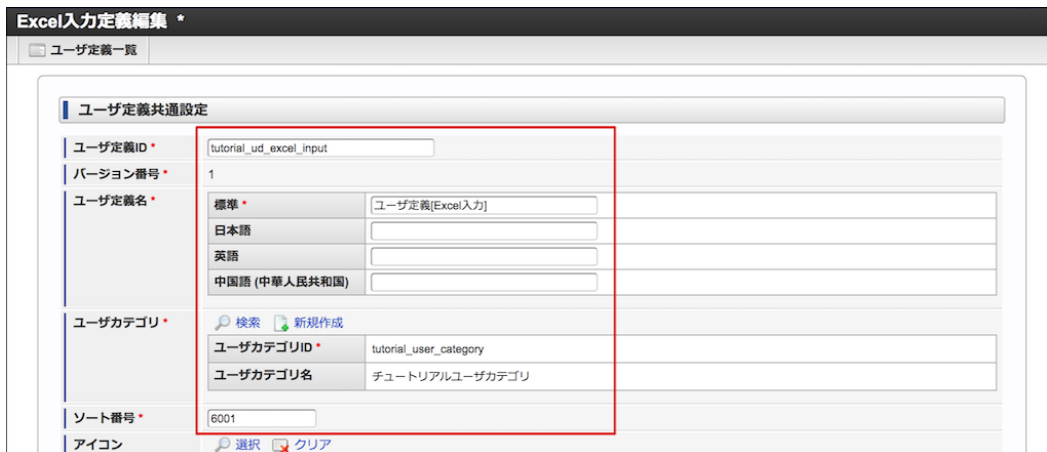 Excel入力定義編集 *
ユーザ定義一覧
ユーザ定義共通設定
ユーザ定義ID * tutorial_ud_excel_input
バージョン番号 * 1
ユーザ定義名 * 標準 * ユーザ定義[Excel入力]
日本語
英語
中国語 (中華人民共和国)
ユーザカテゴリ * 検索 新規作成
ユーザカテゴリID * tutorial_user_category
ユーザカテゴリ名 チュートリアルユーザカテゴリ
ソート番号 * 6001
アイコン 選択 クリア